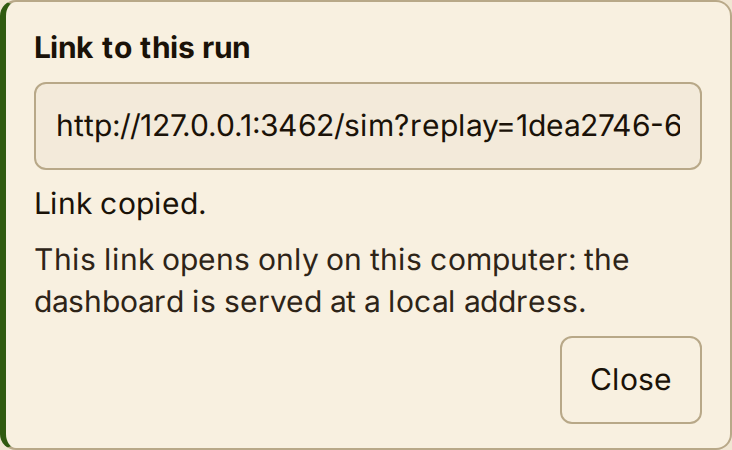 Link to this run
http://127.0.0.1:3462/sim?replay=1dea2746-6
Link copied.
This link opens only on this computer: the
dashboard is served at a local address.
Close